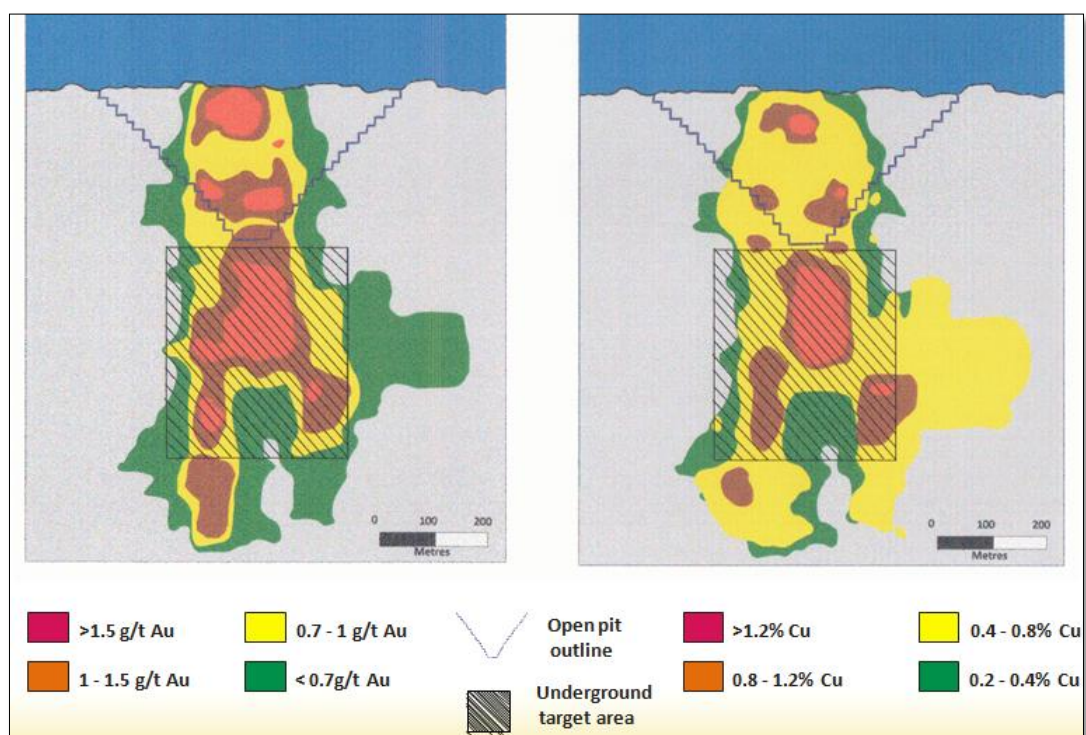 0 100 200
Metres
0 100 200
Metres
>1.5 g/t Au
0.7 - 1 g/t Au
Open pit
outline
>1.2% Cu
0.4 - 0.8% Cu
1 - 1.5 g/t Au
< 0.7g/t Au
Underground
target area
0.8 - 1.2% Cu
0.2 - 0.4% Cu